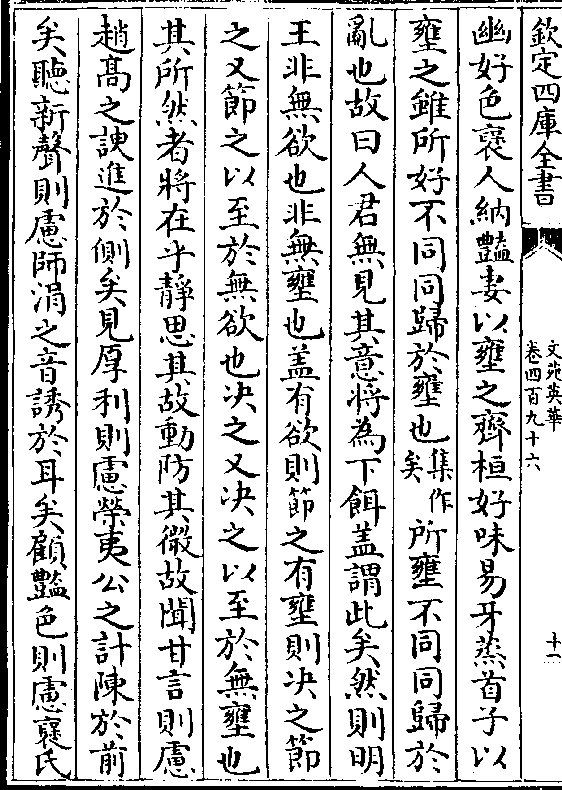 欽定四庫全書
文苑英華
卷四百九十六
十一
幽好色褒人納豔妻以壅之齊桓好味易牙蒸首子以
壅之雖所好不同同歸於壅也集作矣所壅不同同歸於
亂也故曰人君無見其意將為下餌蓋謂此矣然則明
王非無欲也非無壅也盖有欲則節之有壅則决之節
之又節之以至於無欲也决之又决之以至於無壅也
其所然者將在乎靜思其故動防其微故聞甘言則慮
趙髙之諛進於側矣見厚利則慮榮夷公之計陳於前
矣聽新聲則慮師涓之音誘於耳矣顧豔色則慮褒氏